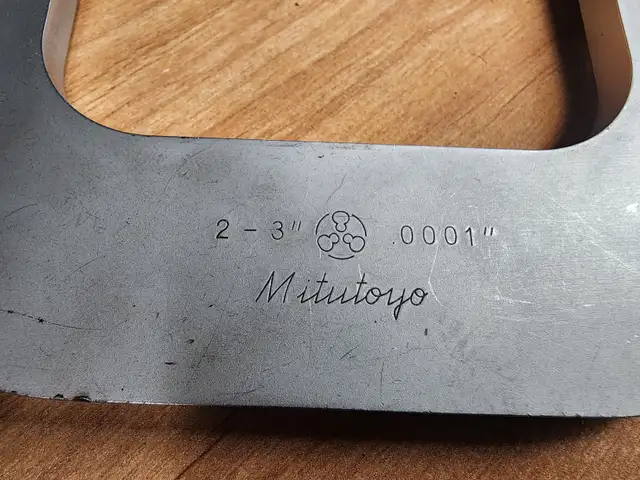 2 - 3" .0001"
Mitutoyo